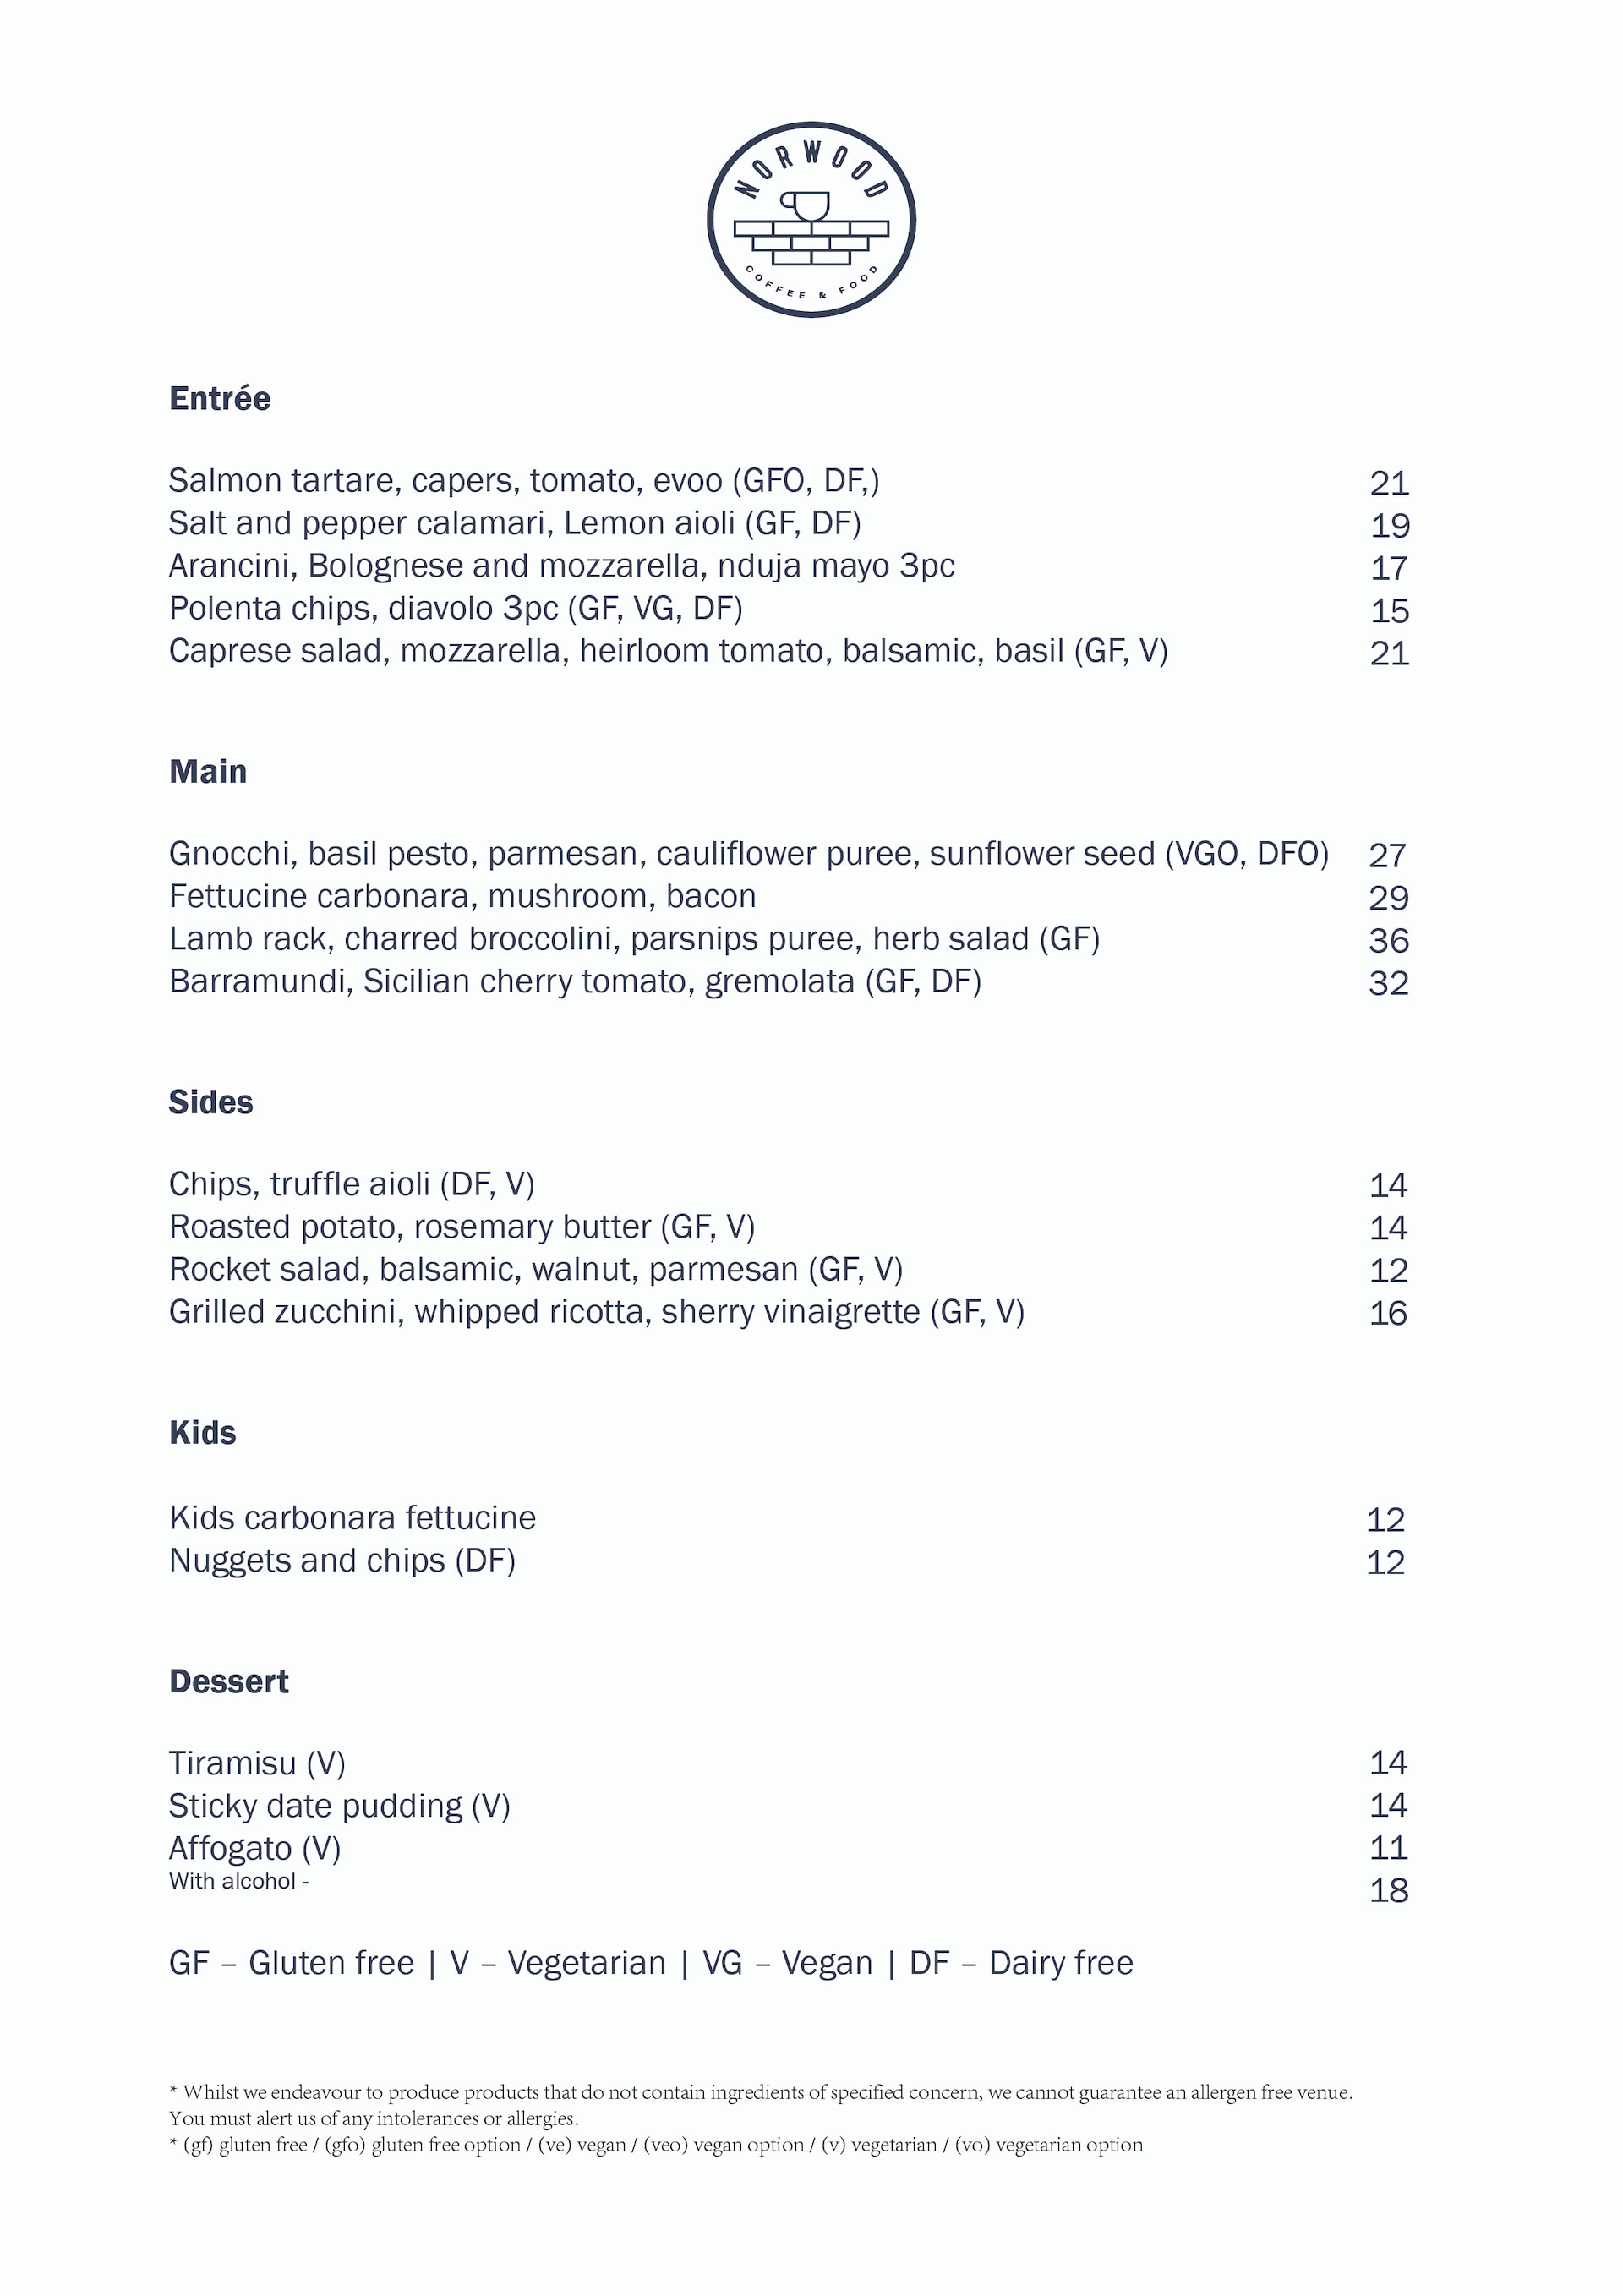 NORWOOD
COFFEE & FOOD
Entrée
Salmon tartare, capers, tomato, evoo (GFO, DF,) 21
Salt and pepper calamari, Lemon aioli (GF, DF) 19
Arancini, Bolognese and mozzarella, nduja mayo 3pc 17
Polenta chips, diavolo 3pc (GF, VG, DF) 15
Caprese salad, mozzarella, heirloom tomato, balsamic, basil (GF, V) 21
Main
Gnocchi, basil pesto, parmesan, cauliflower puree, sunflower seed (VGO, DFO) 27
Fettucine carbonara, mushroom, bacon 29
Lamb rack, charred broccolini, parsnips puree, herb salad (GF) 36
Barramundi, Sicilian cherry tomato, gremolata (GF, DF) 32
Sides
Chips, truffle aioli (DF, V) 14
Roasted potato, rosemary butter (GF, V) 14
Rocket salad, balsamic, walnut, parmesan (GF, V) 12
Grilled zucchini, whipped ricotta, sherry vinaigrette (GF, V) 16
Kids
Kids carbonara fettucine 12
Nuggets and chips (DF) 12
Dessert
Tiramisu (V) 14
Sticky date pudding (V) 14
Affogato (V) 11
With alcohol - 18
GF – Gluten free | V – Vegetarian | VG – Vegan | DF – Dairy free
* Whilst we endeavour to produce products that do not contain ingredients of specified concern, we cannot guarantee an allergen free venue.
You must alert us of any intolerances or allergies.
* (gf) gluten free / (gfo) gluten free option / (ve) vegan / (veo) vegan option / (v) vegetarian / (vo) vegetarian option